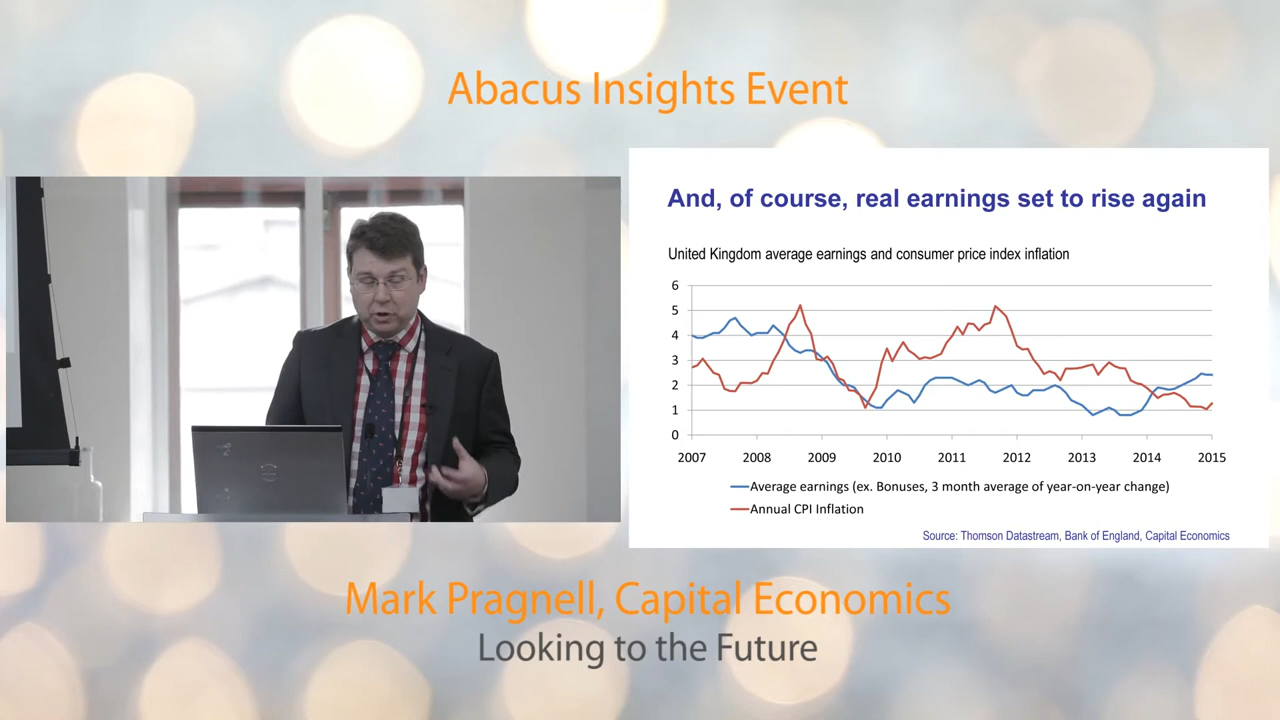 Abacus Insights Event
And, of course, real earnings set to rise again
United Kingdom average earnings and consumer price index inflation
6
5
4
3
2
1
0
2007 2008 2009 2010 2011 2012 2013 2014 2015
Average earnings (ex. Bonuses, 3 month average of year-on-year change)
Annual CPI Inflation
Source: Thomson Datastream, Bank of England, Capital Economics
Mark Pragnell, Capital Economics
Looking to the Future